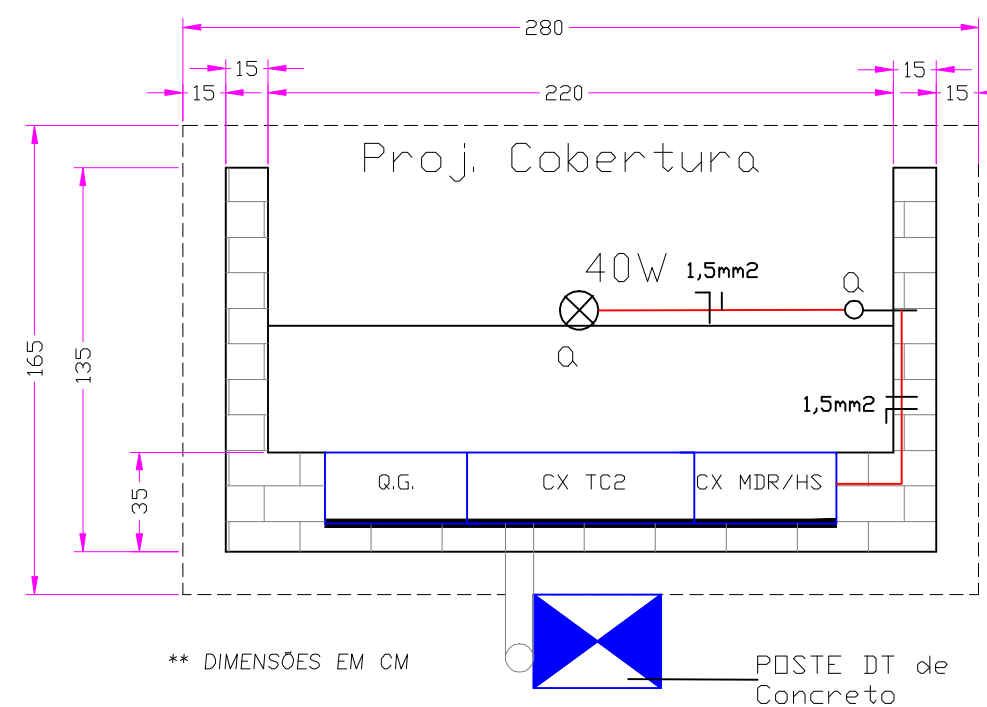 280
15
15
15
220
15
Proj. Cobertura
40W
1,5mm2
a
a
165
135
1,5mm2
35
Q.G.
CX TC2
CX MDR/HS
** DIMENSÕES EM CM
POSTE DT de
Concreto